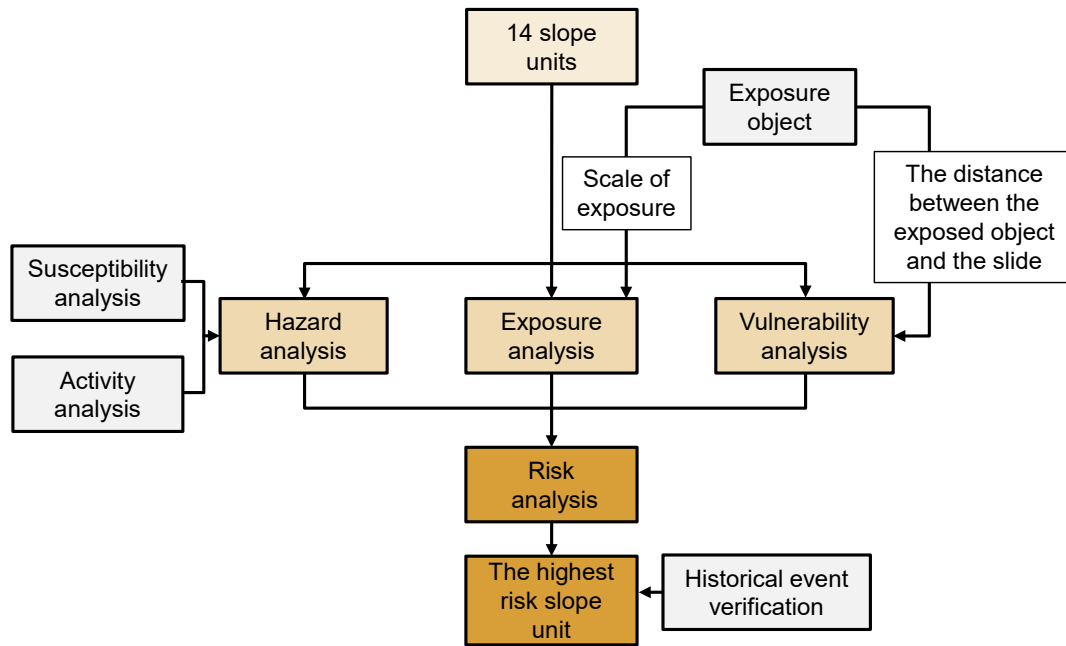 14 slope
units
Exposure
object
Scale of
exposure
The distance
between the
exposed object
and the slide
Susceptibility
analysis
Activity
analysis
Hazard
analysis
Exposure
analysis
Vulnerability
analysis
Risk
analysis
The highest
risk slope
unit
Historical event
verification